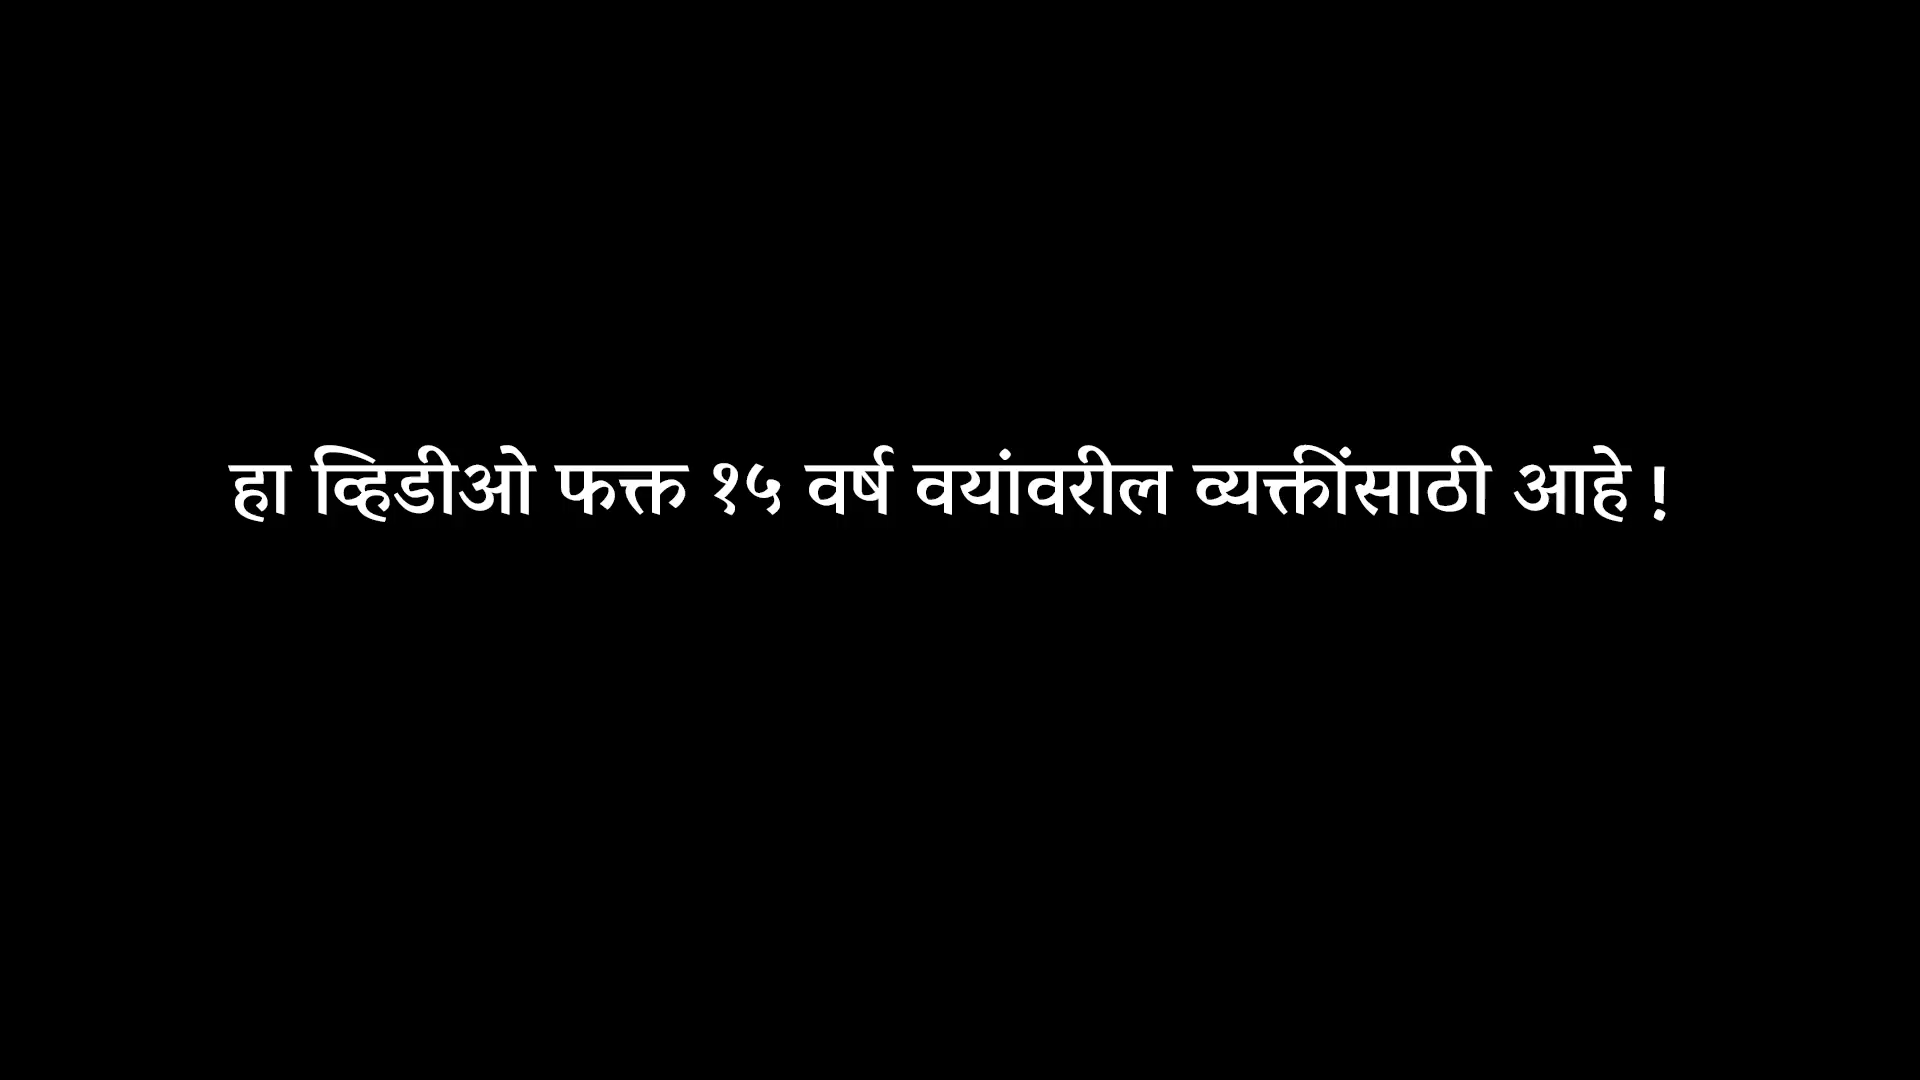 हा व्हिडीओ फक्त १५ वर्ष वयांवरील व्यक्तींसाठी आहे !